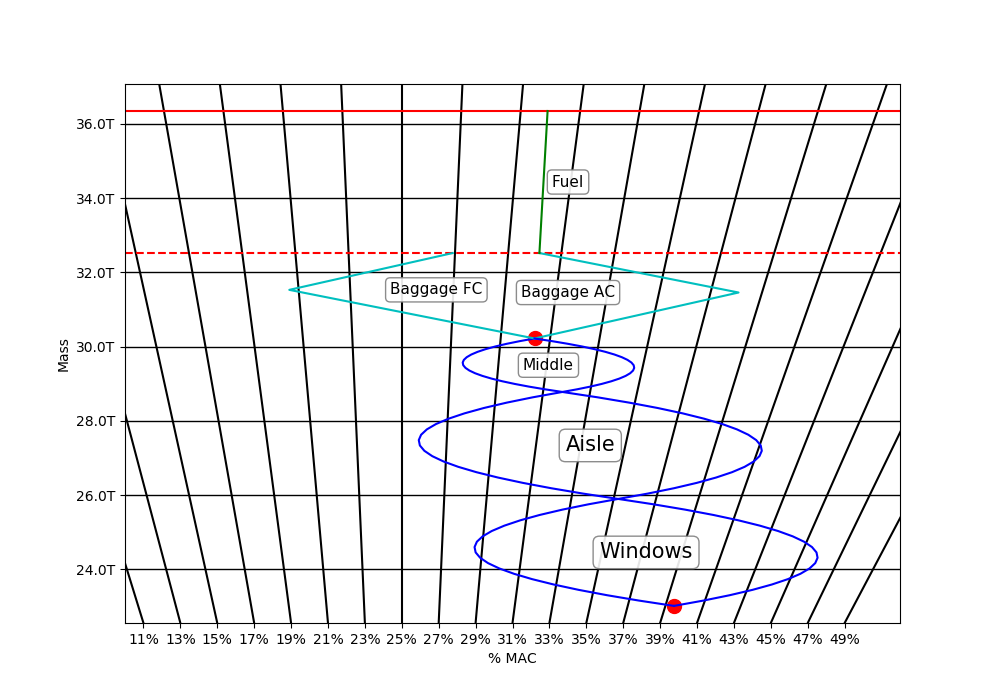 36.0T
34.0T
32.0T
30.0T
28.0T
26.0T
24.0T
Mass
Fuel
Baggage FC
Baggage AC
Middle
Aisle
Windows
11% 13% 15% 17% 19% 21% 23% 25% 27% 29% 31% 33% 35% 37% 39% 41% 43% 45% 47% 49%
% MAC